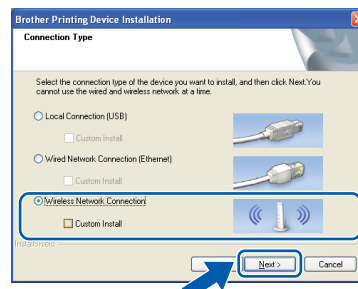 Brother Printing Device Installation
Connection Type
Select the connection type of the device you want to install, and then click Next.You
cannot use the wired and wireless network at a time.
Local Connection (USB)
Custom Install
Wired Network Connection (Ethernet)
Custom Install
Wireless Network Connection
Custom Install
InstallShield
Next >
Cancel